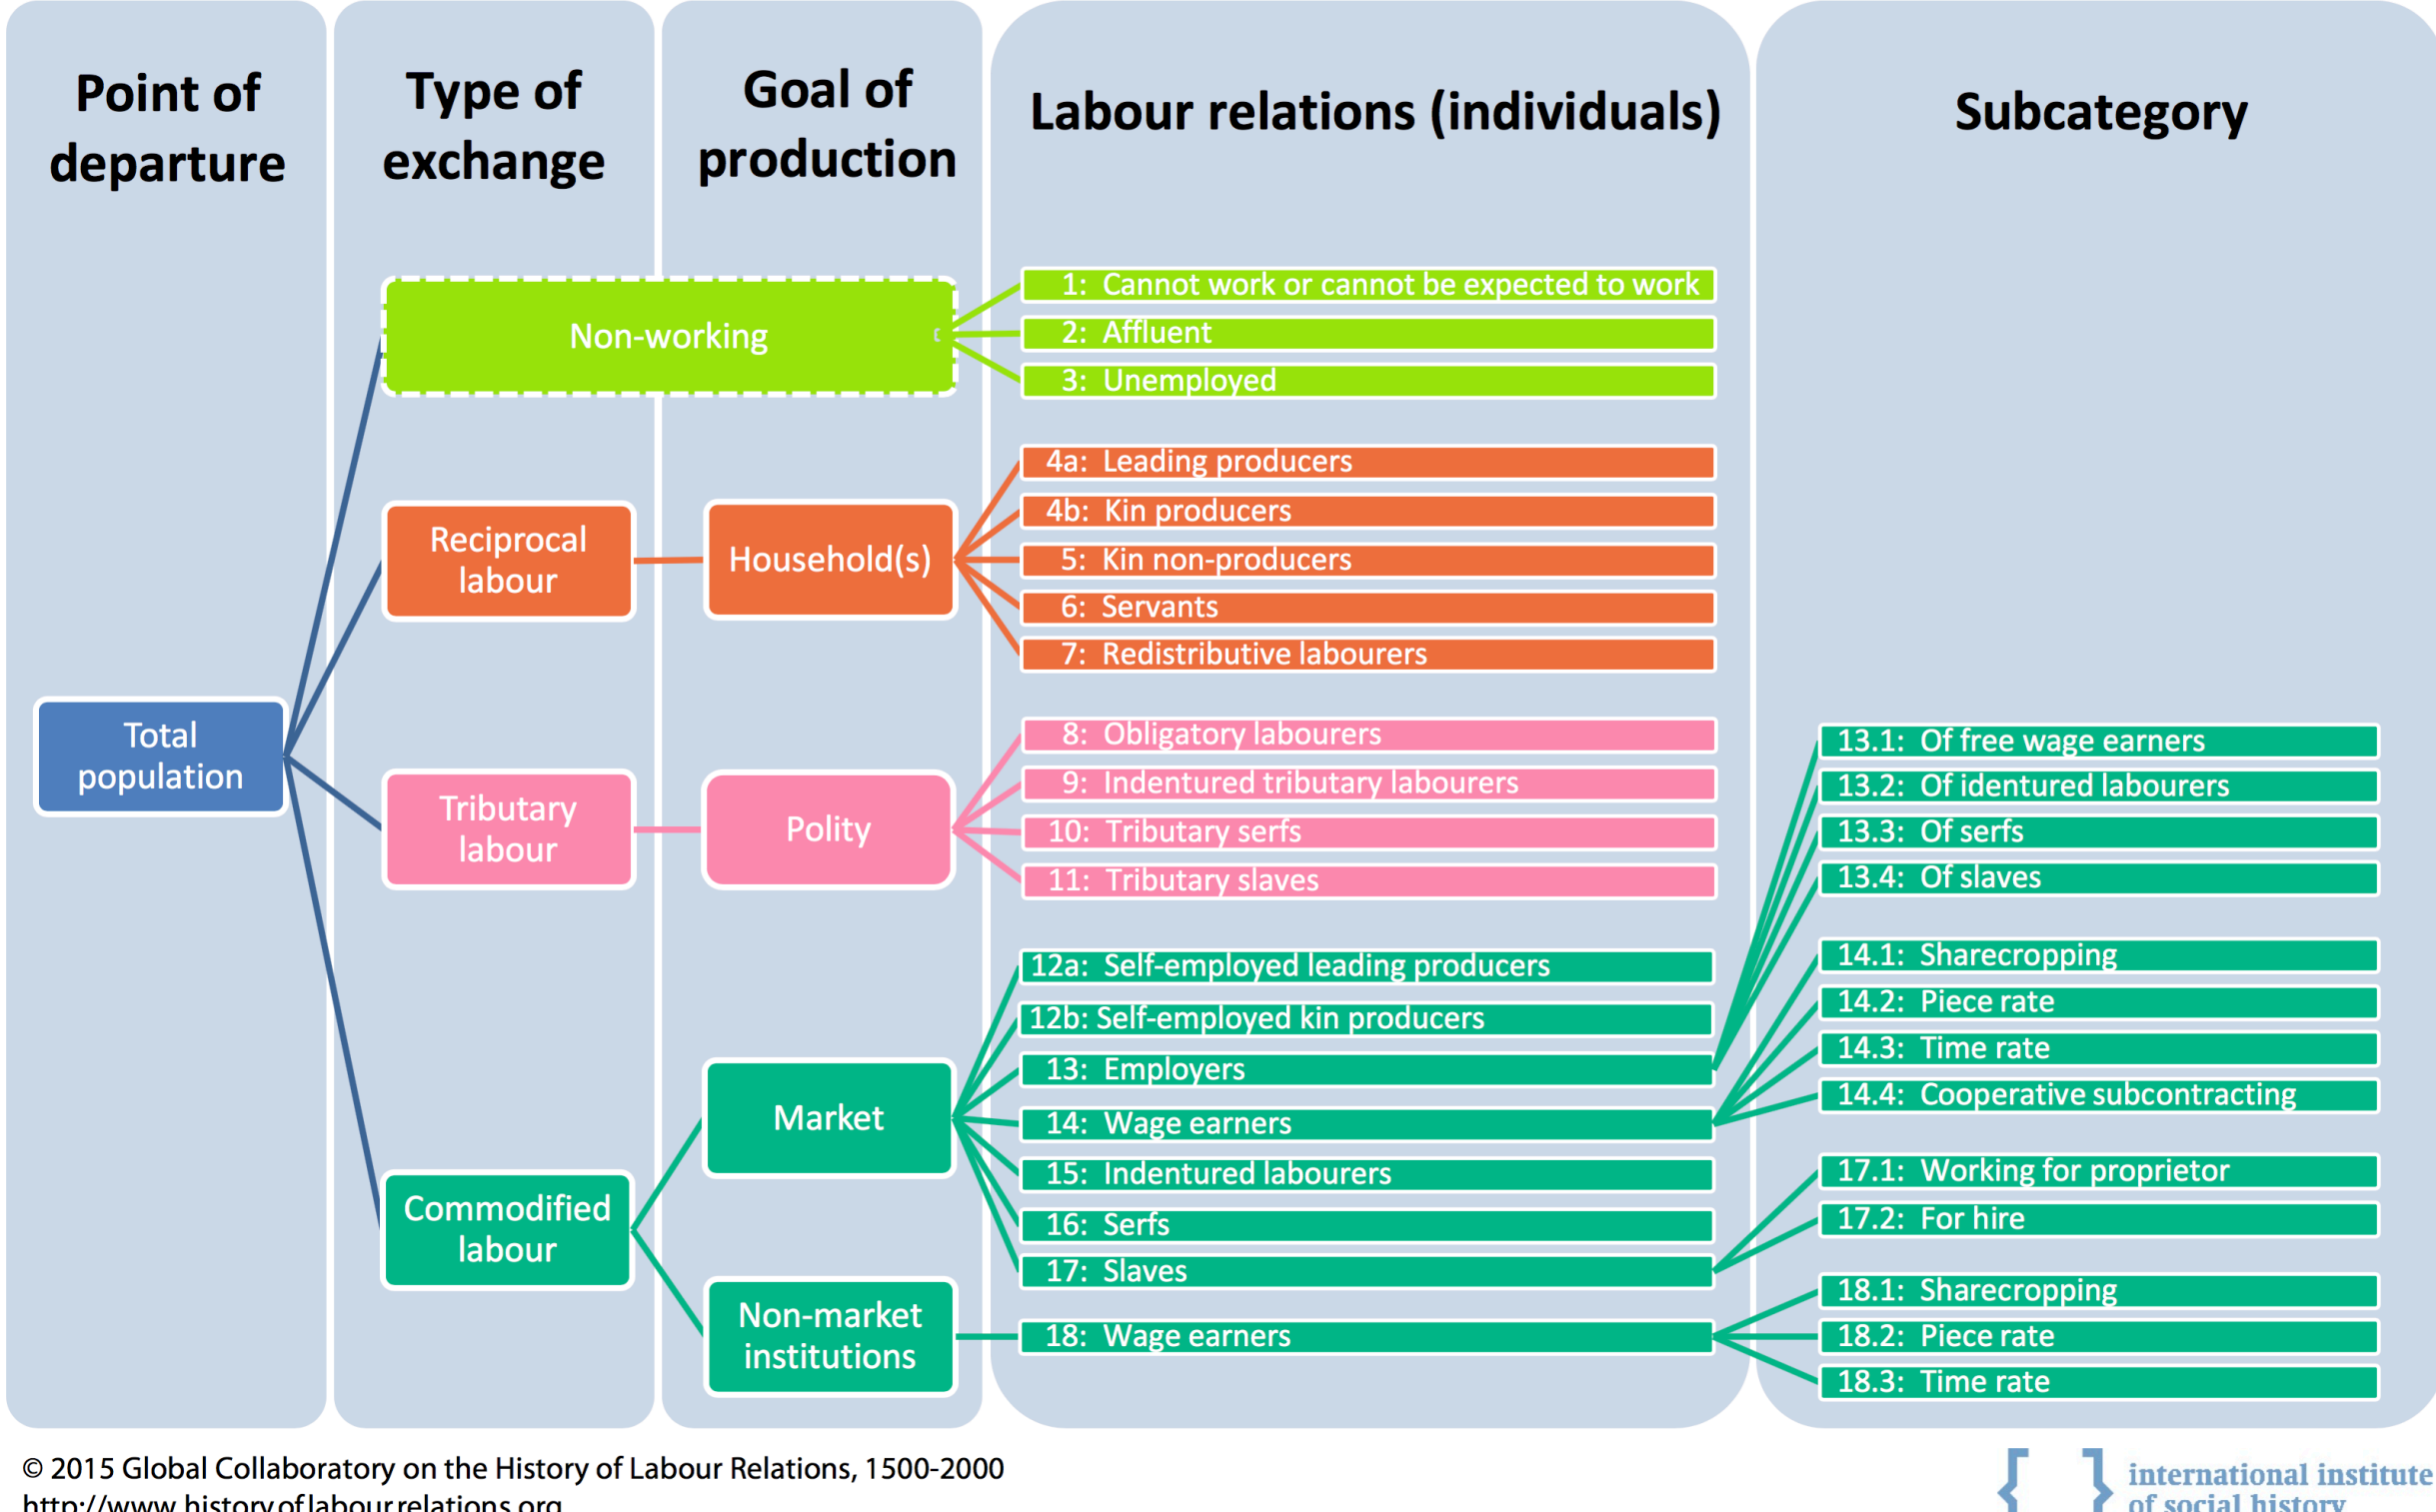 Point of
departure
Type of
exchange
Goal of
production
Labour relations (individuals)
Subcategory
Total
population
Non-working
Reciprocal
labour
Household(s)
Tributary
labour
Polity
Commodified
labour
Market
Non-market
institutions
1: Cannot work or cannot be expected to work
2: Affluent
3: Unemployed
4a: Leading producers
4b: Kin producers
5: Kin non-producers
6: Servants
7: Redistributive labourers
8: Obligatory labourers
9: Indentured tributary labourers
10: Tributary serfs
11: Tributary slaves
12a: Self-employed leading producers
12b: Self-employed kin producers
13: Employers
14: Wage earners
15: Indentured labourers
16: Serfs
17: Slaves
18: Wage earners
13.1: Of free wage earners
13.2: Of identured labourers
13.3: Of serfs
13.4: Of slaves
14.1: Sharecropping
14.2: Piece rate
14.3: Time rate
14.4: Cooperative subcontracting
17.1: Working for proprietor
17.2: For hire
18.1: Sharecropping
18.2: Piece rate
18.3: Time rate
© 2015 Global Collaboratory on the History of Labour Relations, 1500-2000
http://www.historyoflabourrelations.org
international institute
of social history